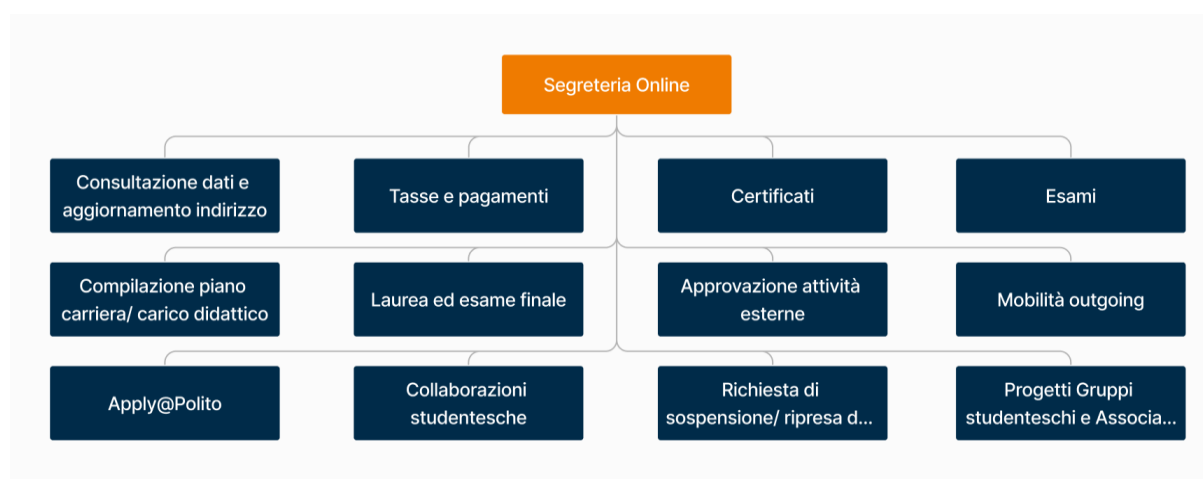 Segreteria Online
Consultazione dati e
aggiornamento indirizzo
Tasse e pagamenti
Certificati
Esami
Compilazione piano
carriera/ carico didattico
Laurea ed esame finale
Approvazione attività
esterne
Mobilità outgoing
Apply@Polito
Collaborazioni
studentesche
Richiesta di
sospensione/ ripresa d...
Progetti Gruppi
studenteschi e Associa...